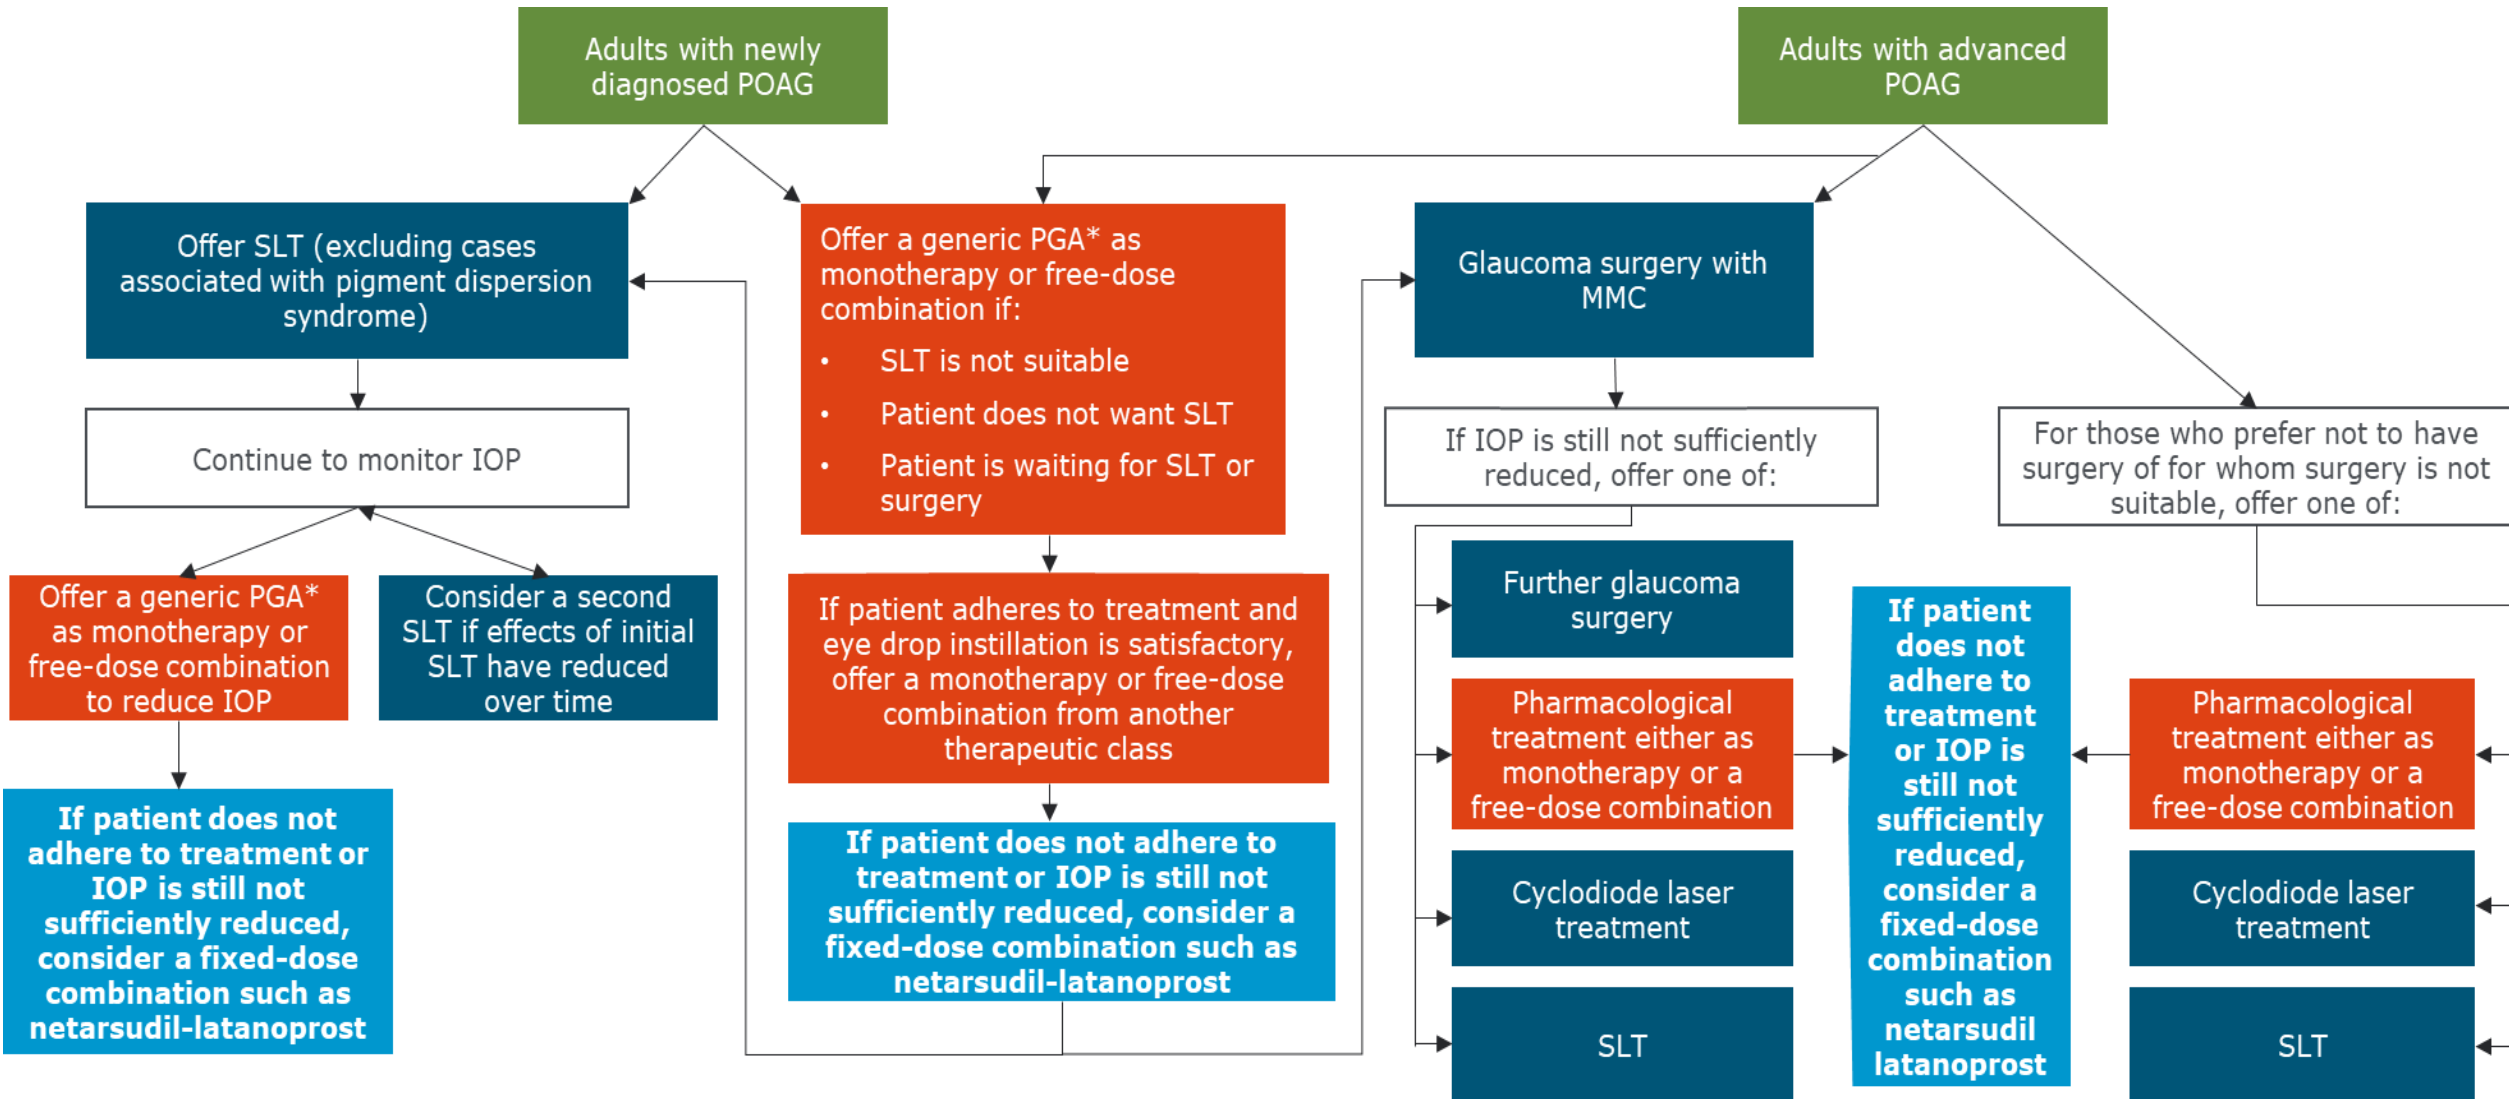 Adults with newly
diagnosed POAG
Adults with advanced
POAG
Offer SLT (excluding cases
associated with pigment dispersion
syndrome)
Offer a generic PGA* as
monotherapy or free-dose
combination if:
• SLT is not suitable
• Patient does not want SLT
• Patient is waiting for SLT or
surgery
Glaucoma surgery with
MMC
Continue to monitor IOP
If IOP is still not sufficiently
reduced, offer one of:
For those who prefer not to have
surgery of for whom surgery is not
suitable, offer one of:
Offer a generic PGA*
as monotherapy or
free-dose combination
to reduce IOP
Consider a second
SLT if effects of initial
SLT have reduced
over time
If patient adheres to treatment and
eye drop instillation is satisfactory,
offer a monotherapy or free-dose
combination from another
therapeutic class
Further glaucoma
surgery
Pharmacological
treatment either as
monotherapy or a
free-dose combination
Cyclodiode laser
treatment
SLT
If patient
does not
adhere to
treatment
or IOP is
still not
sufficiently
reduced,
consider a
fixed-dose
combination
such as
netarsudil
latanoprost
Pharmacological
treatment either as
monotherapy or a
free-dose combination
Cyclodiode laser
treatment
SLT
If patient does not
adhere to treatment or
IOP is still not
sufficiently reduced,
consider a fixed-dose
combination such as
netarsudil-latanoprost
If patient does not adhere to
treatment or IOP is still not
sufficiently reduced, consider a
fixed-dose combination such as
netarsudil-latanoprost